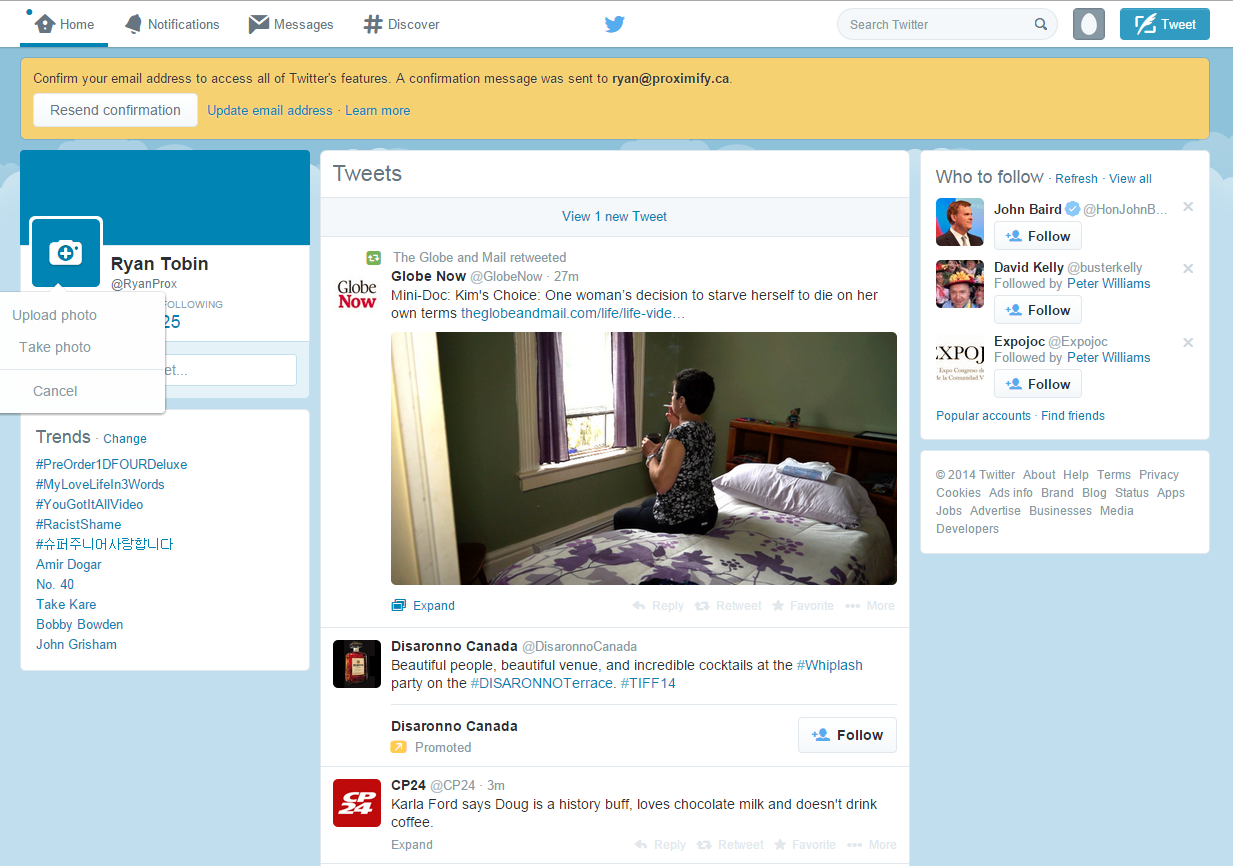 Home Notifications Messages Discover Search Twitter Tweet
Confirm your email address to access all of Twitter's features. A confirmation message was sent to ryan@proximify.ca.
Resend confirmation Update email address · Learn more
Ryan Tobin
@RyanProx
FOLLOWING
25
Upload photo
Take photo
et...
Cancel
Trends · Change
#PreOrder1DFOURDeluxe
#MyLoveLifeIn3Words
#YouGotItAllVideo
#RacistShame
#슈퍼주니어사랑합니다
Amir Dogar
No. 40
Take Kare
Bobby Bowden
John Grisham
Tweets
View 1 new Tweet
The Globe and Mail retweeted
Globe Now
Globe Now @GlobeNow · 27m
Mini-Doc: Kim's Choice: One woman's decision to starve herself to die on her
own terms theglobeandmail.com/life/life-vide…
Expand Reply Retweet Favorite More
Disaronno Canada @DisaronnoCanada
Beautiful people, beautiful venue, and incredible cocktails at the #Whiplash
party on the #DISARONNOTerrace. #TIFF14
Disaronno Canada
Promoted
Follow
CP24
CP24 @CP24 · 3m
Karla Ford says Doug is a history buff, loves chocolate milk and doesn't drink
coffee.
Expand Reply Retweet Favorite More
Who to follow · Refresh · View all
John Baird @HonJohnB...
Follow
David Kelly @busterkelly
Followed by Peter Williams
Follow
EXPOJ
Expo Congreso d
de la Comunidad V
Expojoc @Expojoc
Followed by Peter Williams
Follow
Popular accounts · Find friends
© 2014 Twitter About Help Terms Privacy
Cookies Ads info Brand Blog Status Apps
Jobs Advertise Businesses Media
Developers